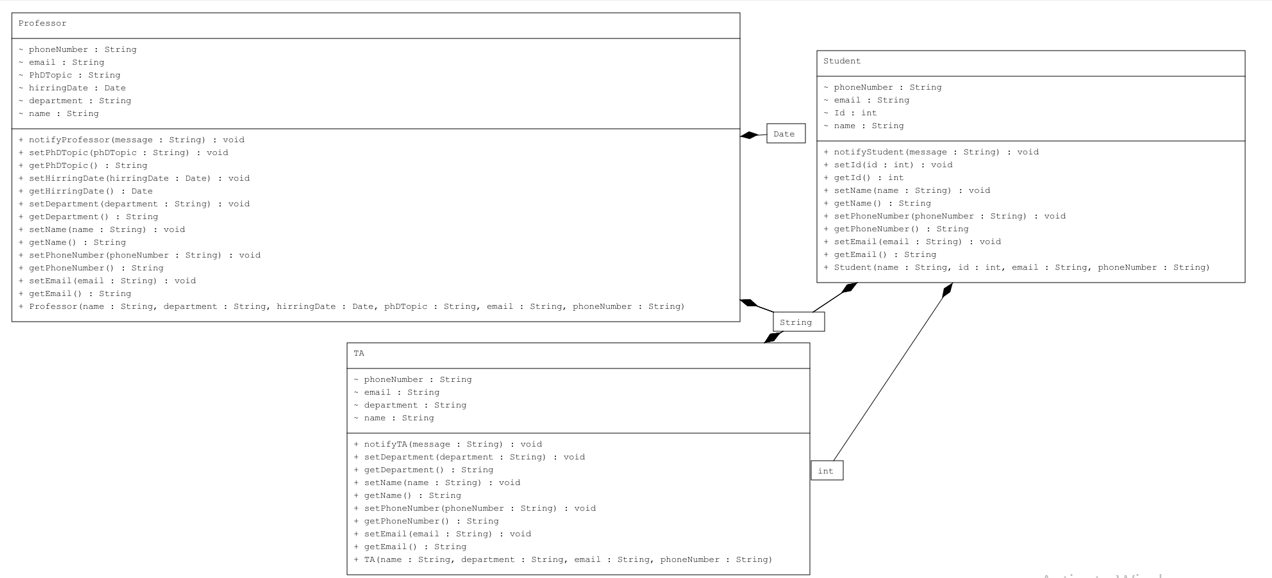 Professor
~ phoneNumber : String
~ email : String
~ PhDTopic : String
~ hirringDate : Date
~ department : String
~ name : String
+ notifyProfessor(message : String) : void
+ setPhDTopic(phDTopic : String) : void
+ getPhDTopic() : String
+ setHirringDate(hirringDate : Date) : void
+ getHirringDate() : Date
+ setDepartment(department : String) : void
+ getDepartment() : String
+ setName(name : String) : void
+ getName() : String
+ setPhoneNumber(phoneNumber : String) : void
+ getPhoneNumber() : String
+ setEmail(email : String) : void
+ getEmail() : String
+ Professor(name : String, department : String, hirringDate : Date, phDTopic : String, email : String, phoneNumber : String)
Date
Student
~ phoneNumber : String
~ email : String
~ Id : int
~ name : String
+ notifyStudent(message : String) : void
+ setId(id : int) : void
+ getId() : int
+ setName(name : String) : void
+ getName() : String
+ setPhoneNumber(phoneNumber : String) : void
+ getPhoneNumber() : String
+ setEmail(email : String) : void
+ getEmail() : String
+ Student(name : String, id : int, email : String, phoneNumber : String)
String
TA
~ phoneNumber : String
~ email : String
~ department : String
~ name : String
+ notifyTA(message : String) : void
+ setDepartment(department : String) : void
+ getDepartment() : String
+ setName(name : String) : void
+ getName() : String
+ setPhoneNumber(phoneNumber : String) : void
+ getPhoneNumber() : String
+ setEmail(email : String) : void
+ getEmail() : String
+ TA(name : String, department : String, email : String, phoneNumber : String)
int